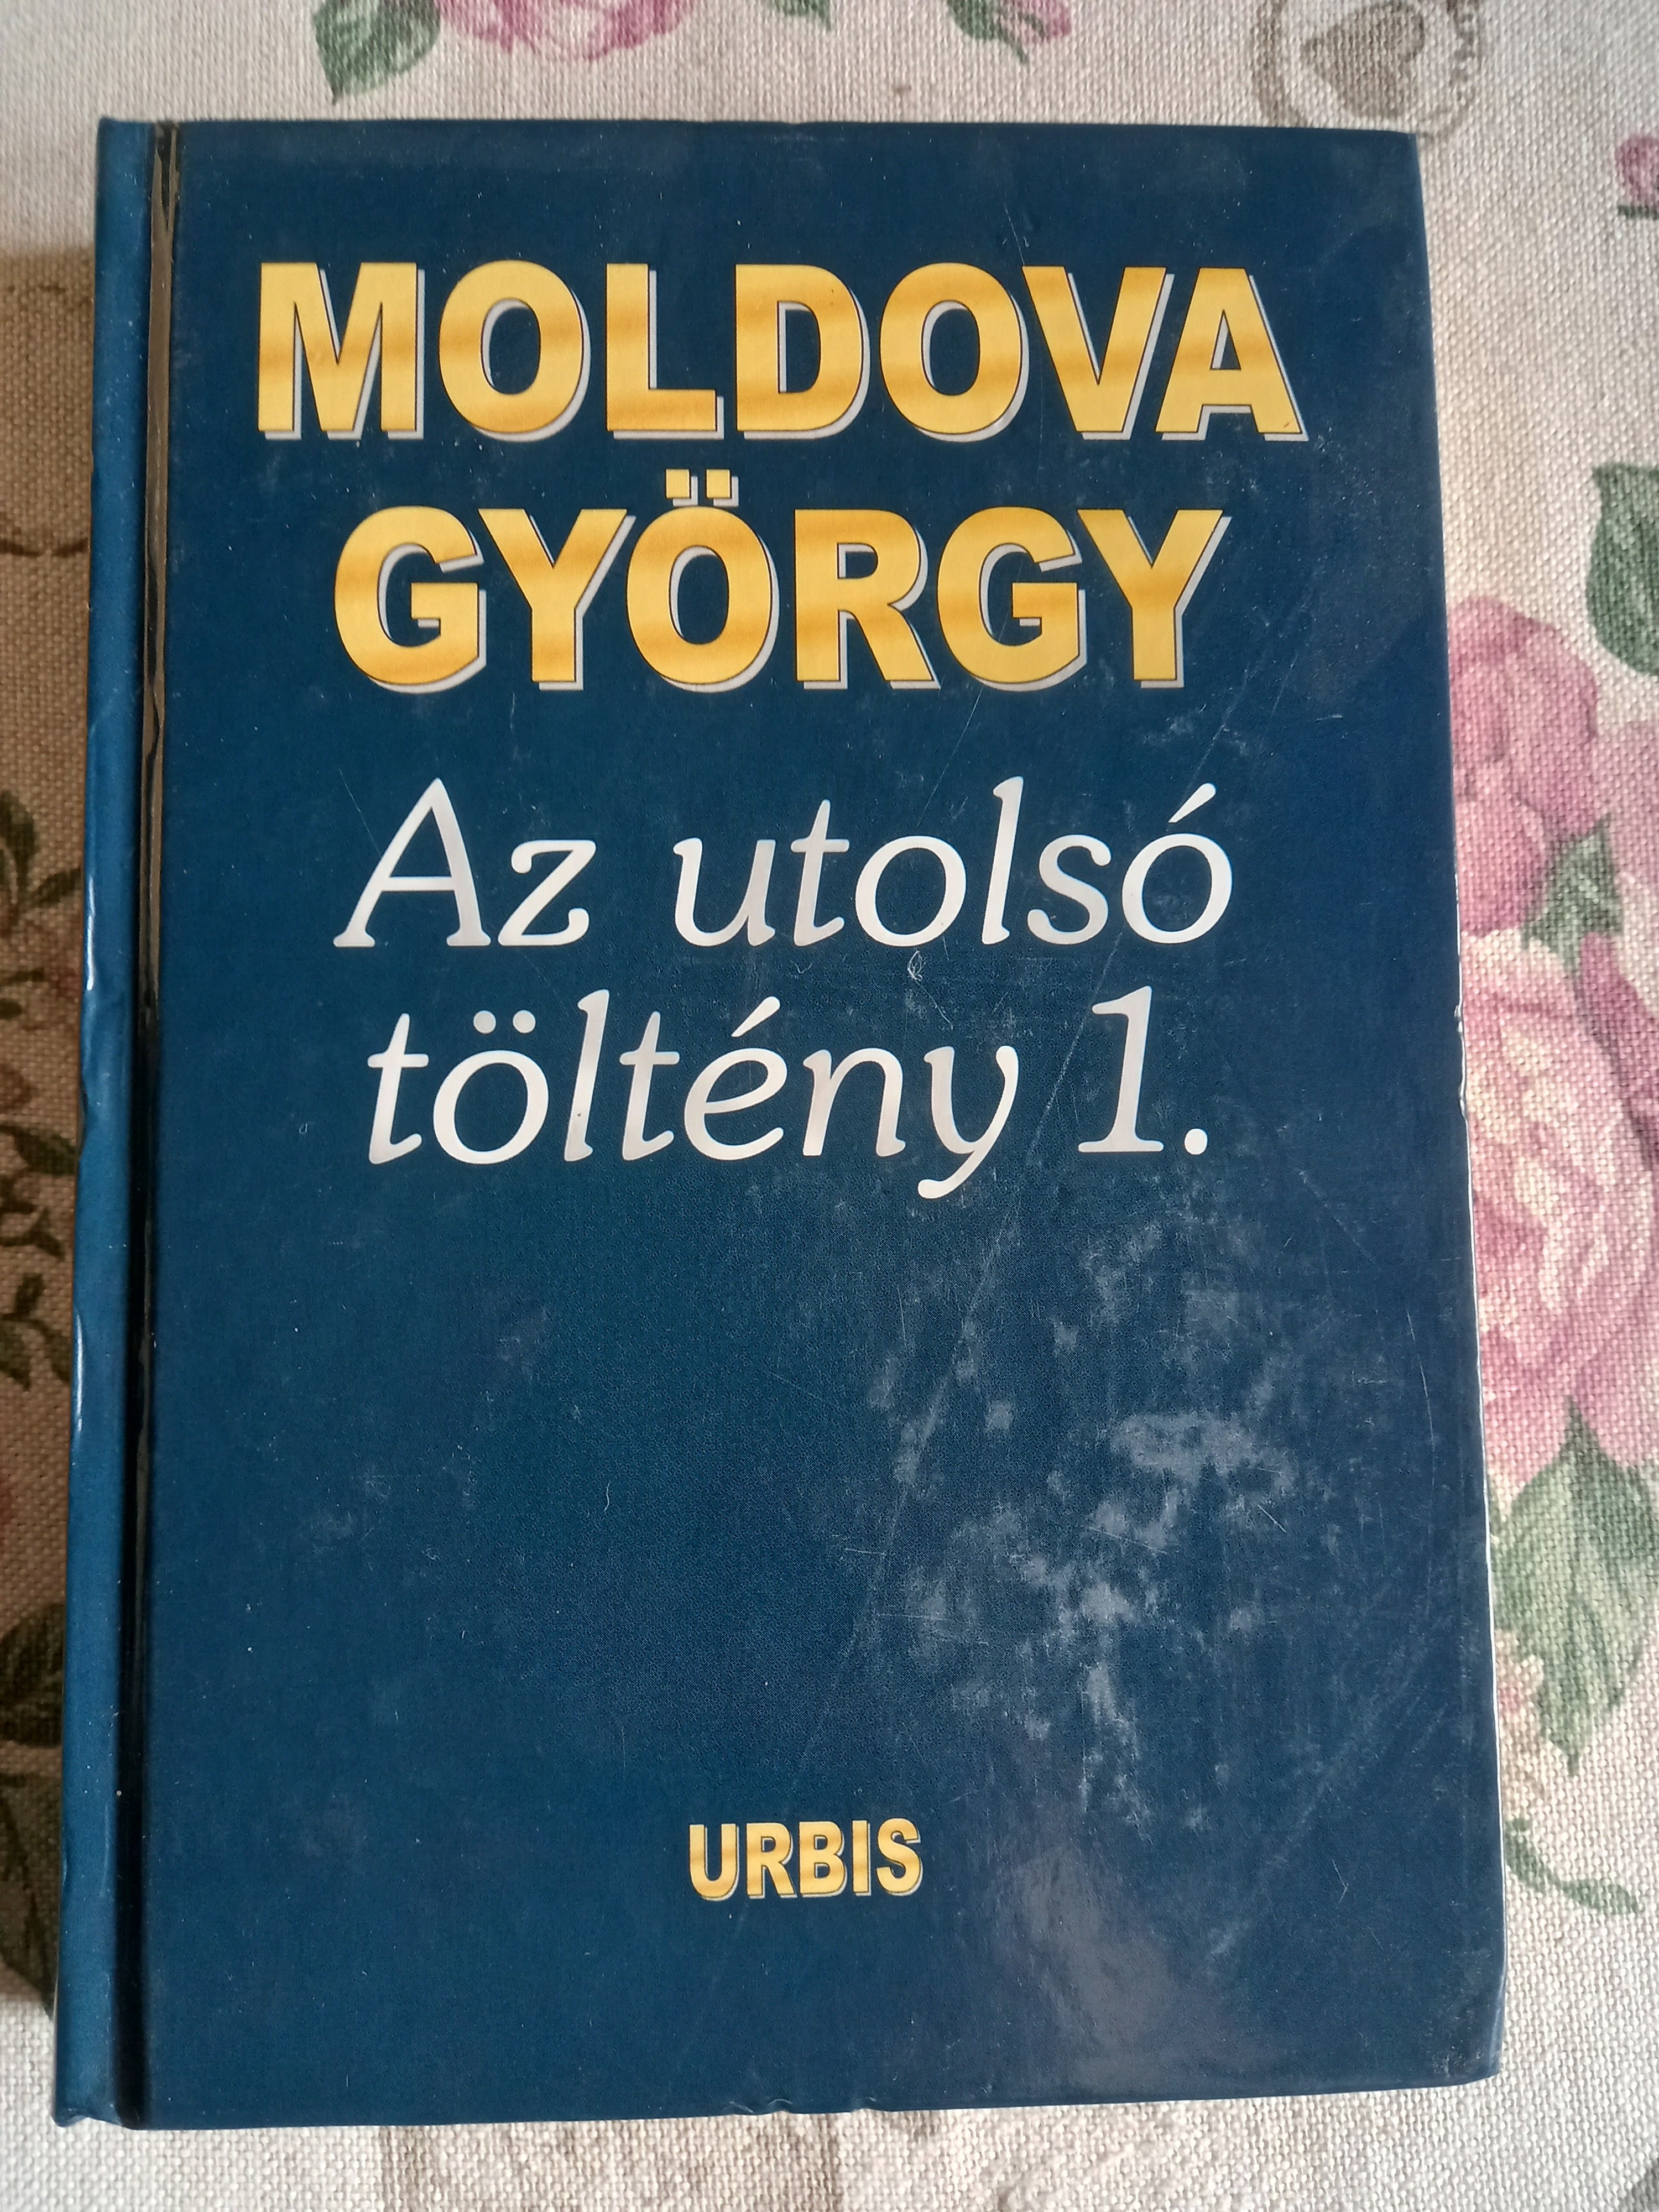 MOLDOVA
GYÖRGY
Az utolsó
töltény 1.
URBIS